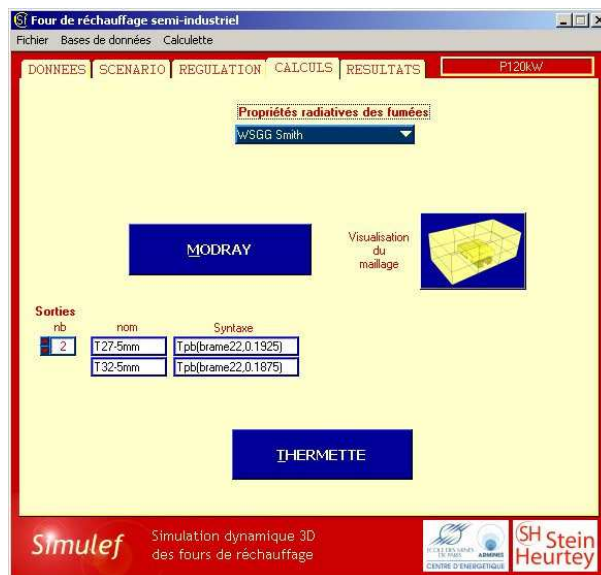 Four de réchauffage semi-industriel
Fichier Bases de données Calculette
DONNEES SCENARIO REGULATION CALCULS RESULTATS P120kW
Propriétés radiatives des fumées
WSGG Smith
MODRAY
Visualisation
du
maillage
Sorties
nb nom Syntaxe
2 T27-5mm Tpb(brame22,0.1925)
T32-5mm Tpb(brame22,0.1875)
THERMETTE
Simulef
Simulation dynamique 3D
des fours de réchauffage
ECOLE DES MINES
DE PARIS ARMINES
CENTRE D'ENERGETIQUE
SH Stein
Heurtey